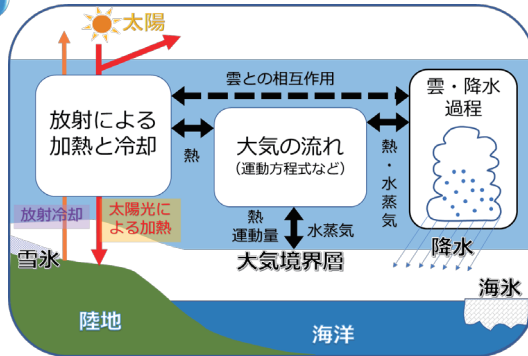 太陽
雲との相互作用
放射による
加熱と冷却
熱
大気の流れ
(運動方程式など)
熱・水蒸気
雲・降水
過程
放射冷却
太陽光に
よる加熱
熱
運動量
水蒸気
降水
雪氷
大気境界層
海氷
陸地
海洋